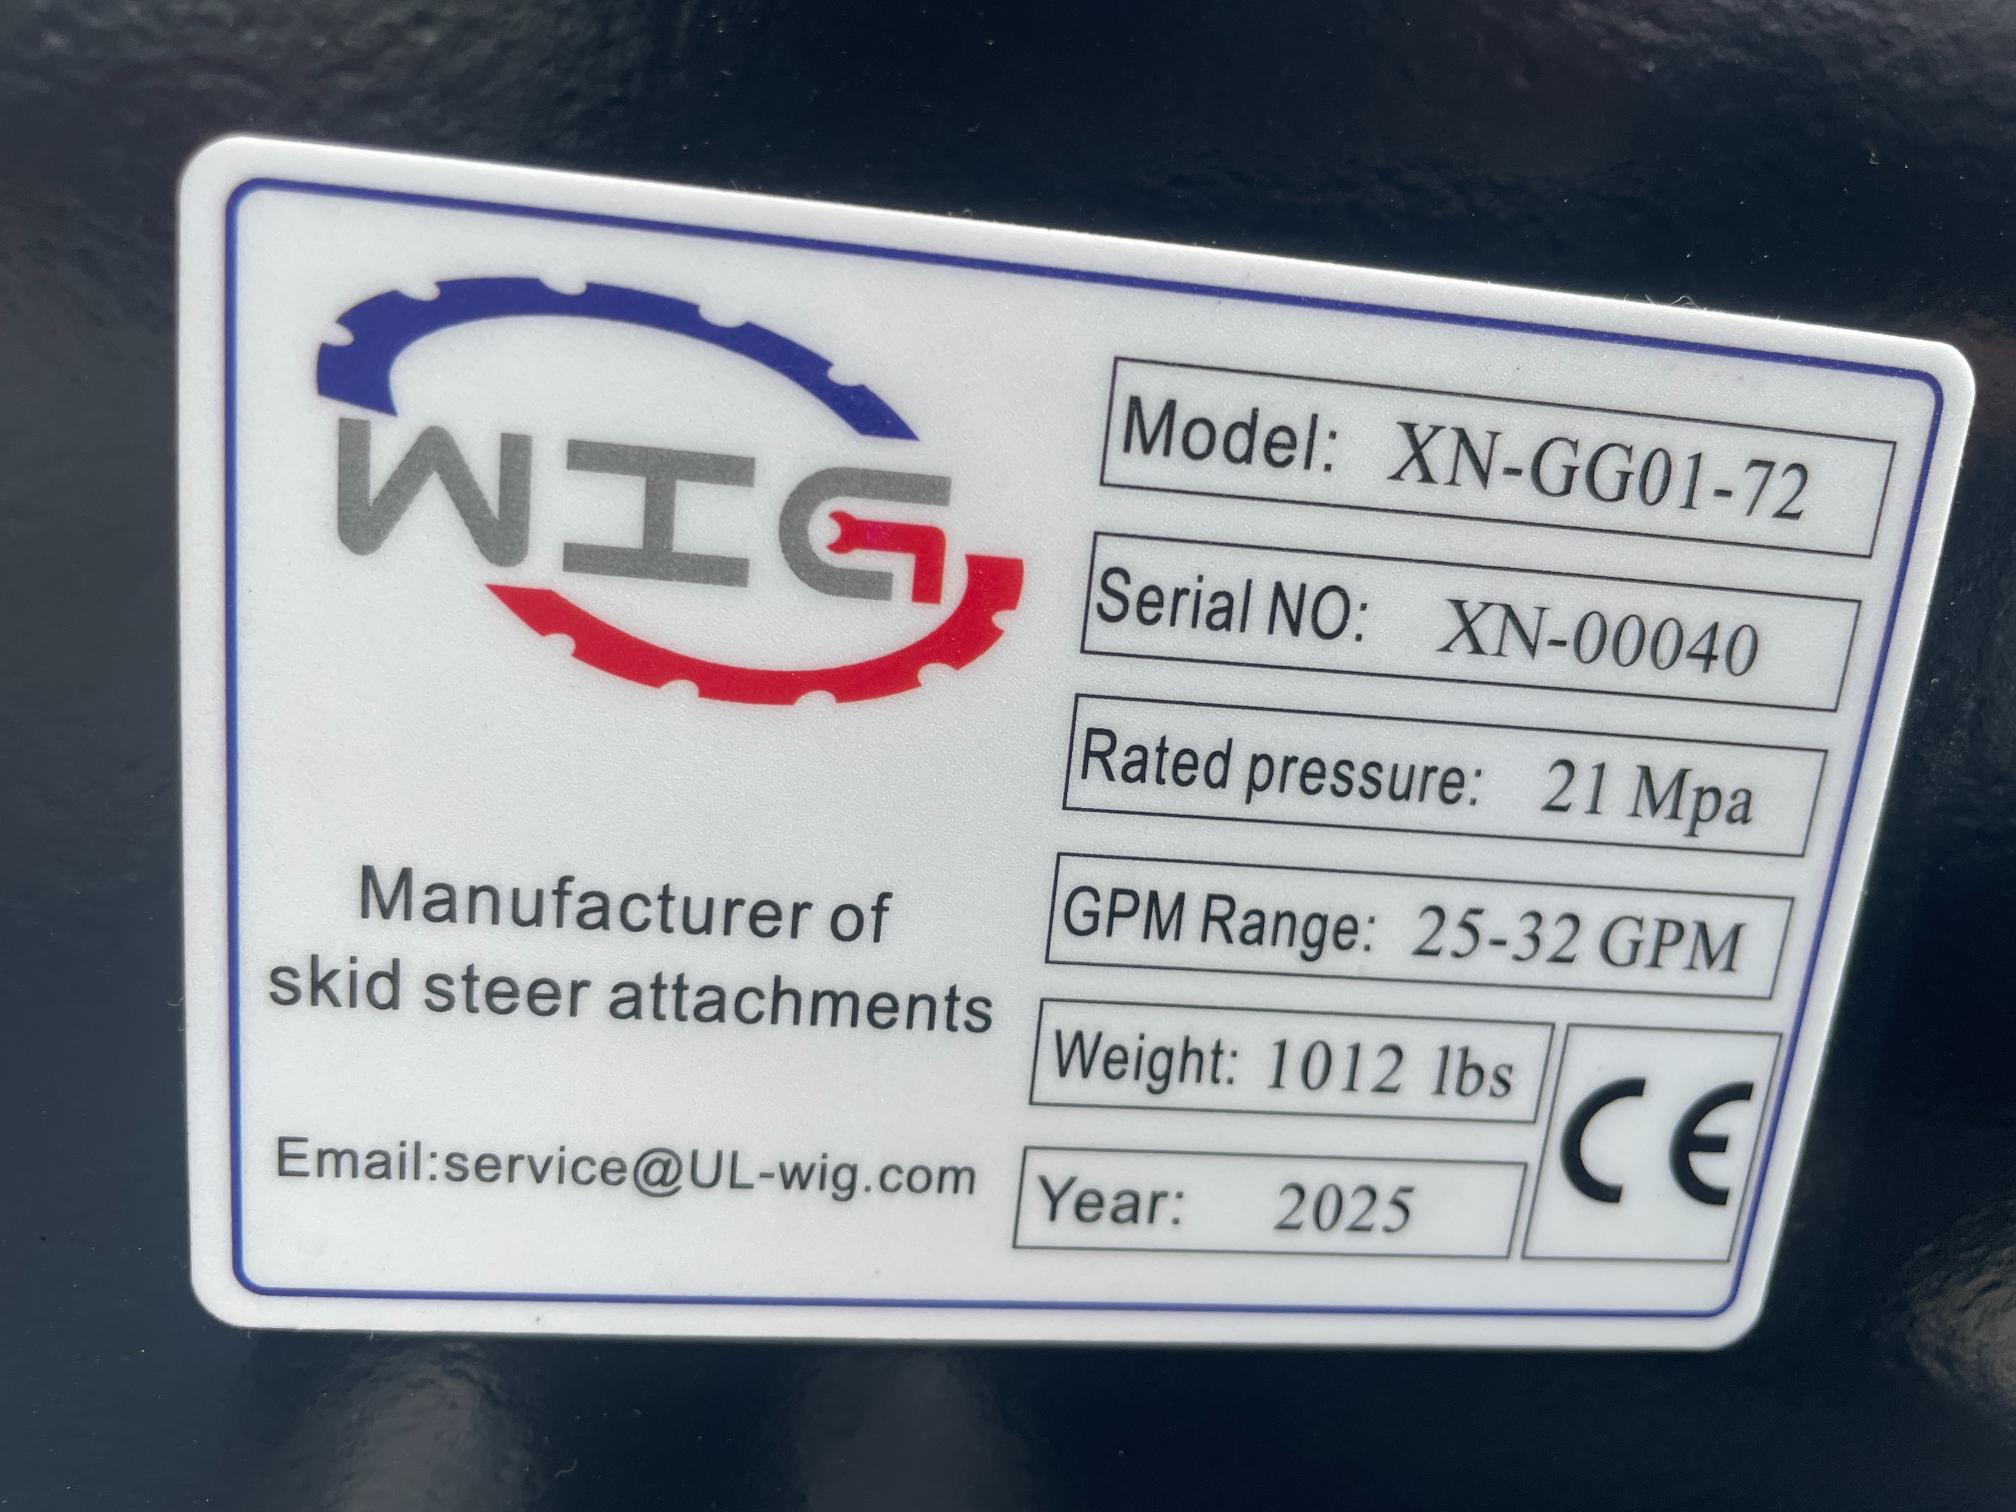 WIG
Manufacturer of
skid steer attachments
Email:service@UL-wig.com
Model: XN-GG01-72
Serial NO: XN-00040
Rated pressure: 21 Mpa
GPM Range: 25-32 GPM
Weight: 1012 lbs
Year: 2025
CE